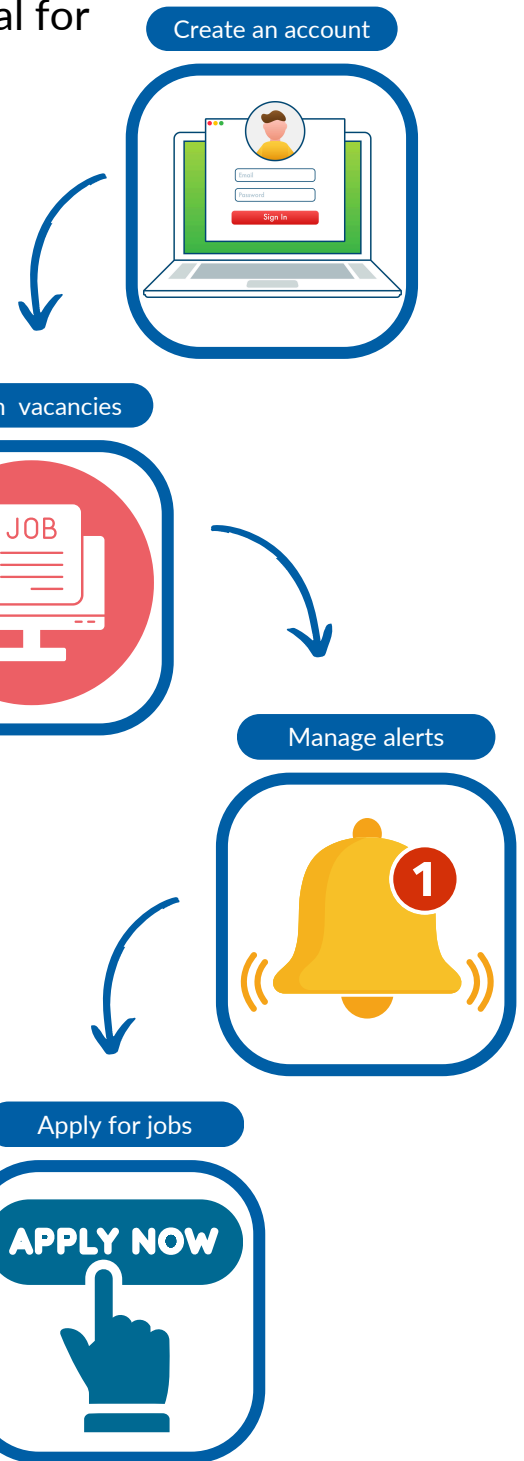 al for
Create an account
Email
Password
Sign In
n vacancies
JOB
Manage alerts
1
Apply for jobs
APPLY NOW